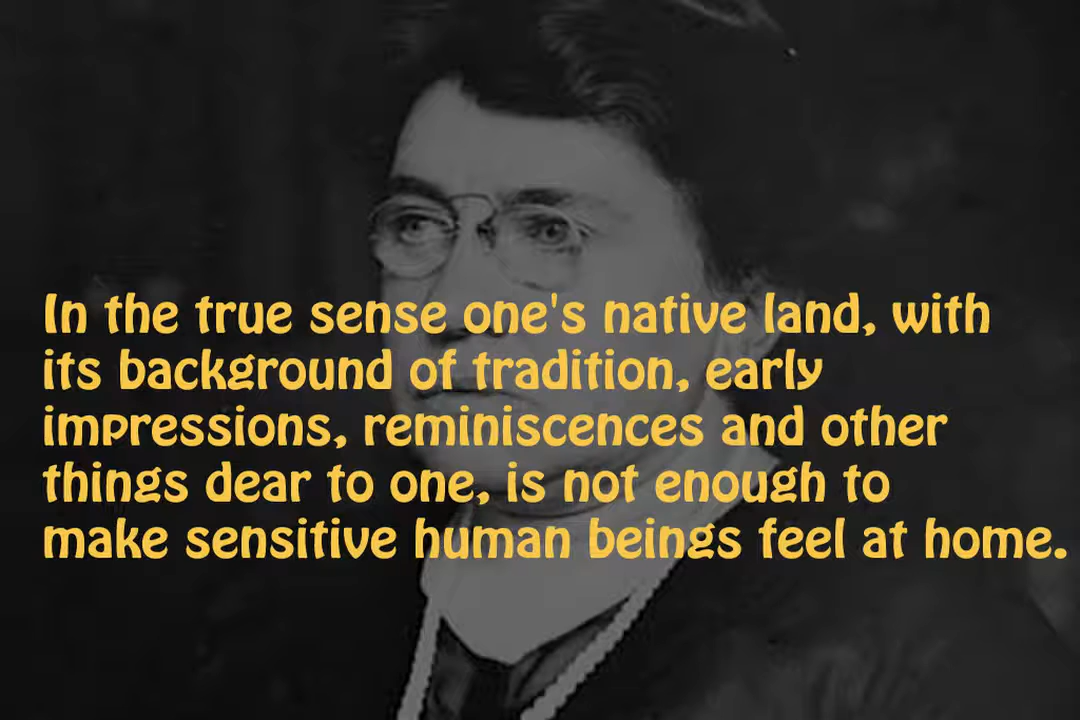 In the true sense one's native land, with
its background of tradition, early
impressions, reminiscences and other
things dear to one, is not enough to
make sensitive human beings feel at home.